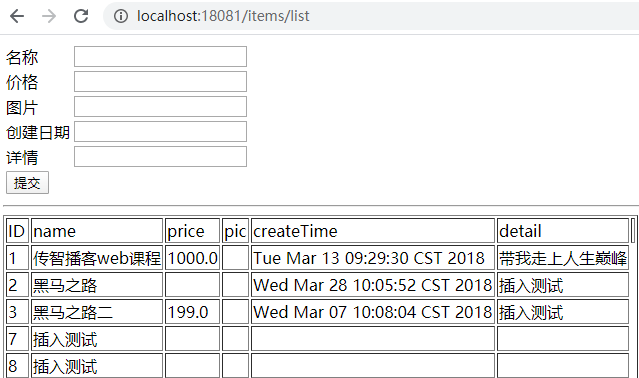 localhost:18081/items/list
名称
价格
图片
创建日期
详情
提交
ID name price pic createTime detail
1 传智播客web课程 1000.0 Tue Mar 13 09:29:30 CST 2018 带我走上人生巅峰
2 黑马之路 Wed Mar 28 10:05:52 CST 2018 插入测试
3 黑马之路二 199.0 Wed Mar 07 10:08:04 CST 2018 插入测试
7 插入测试
8 插入测试